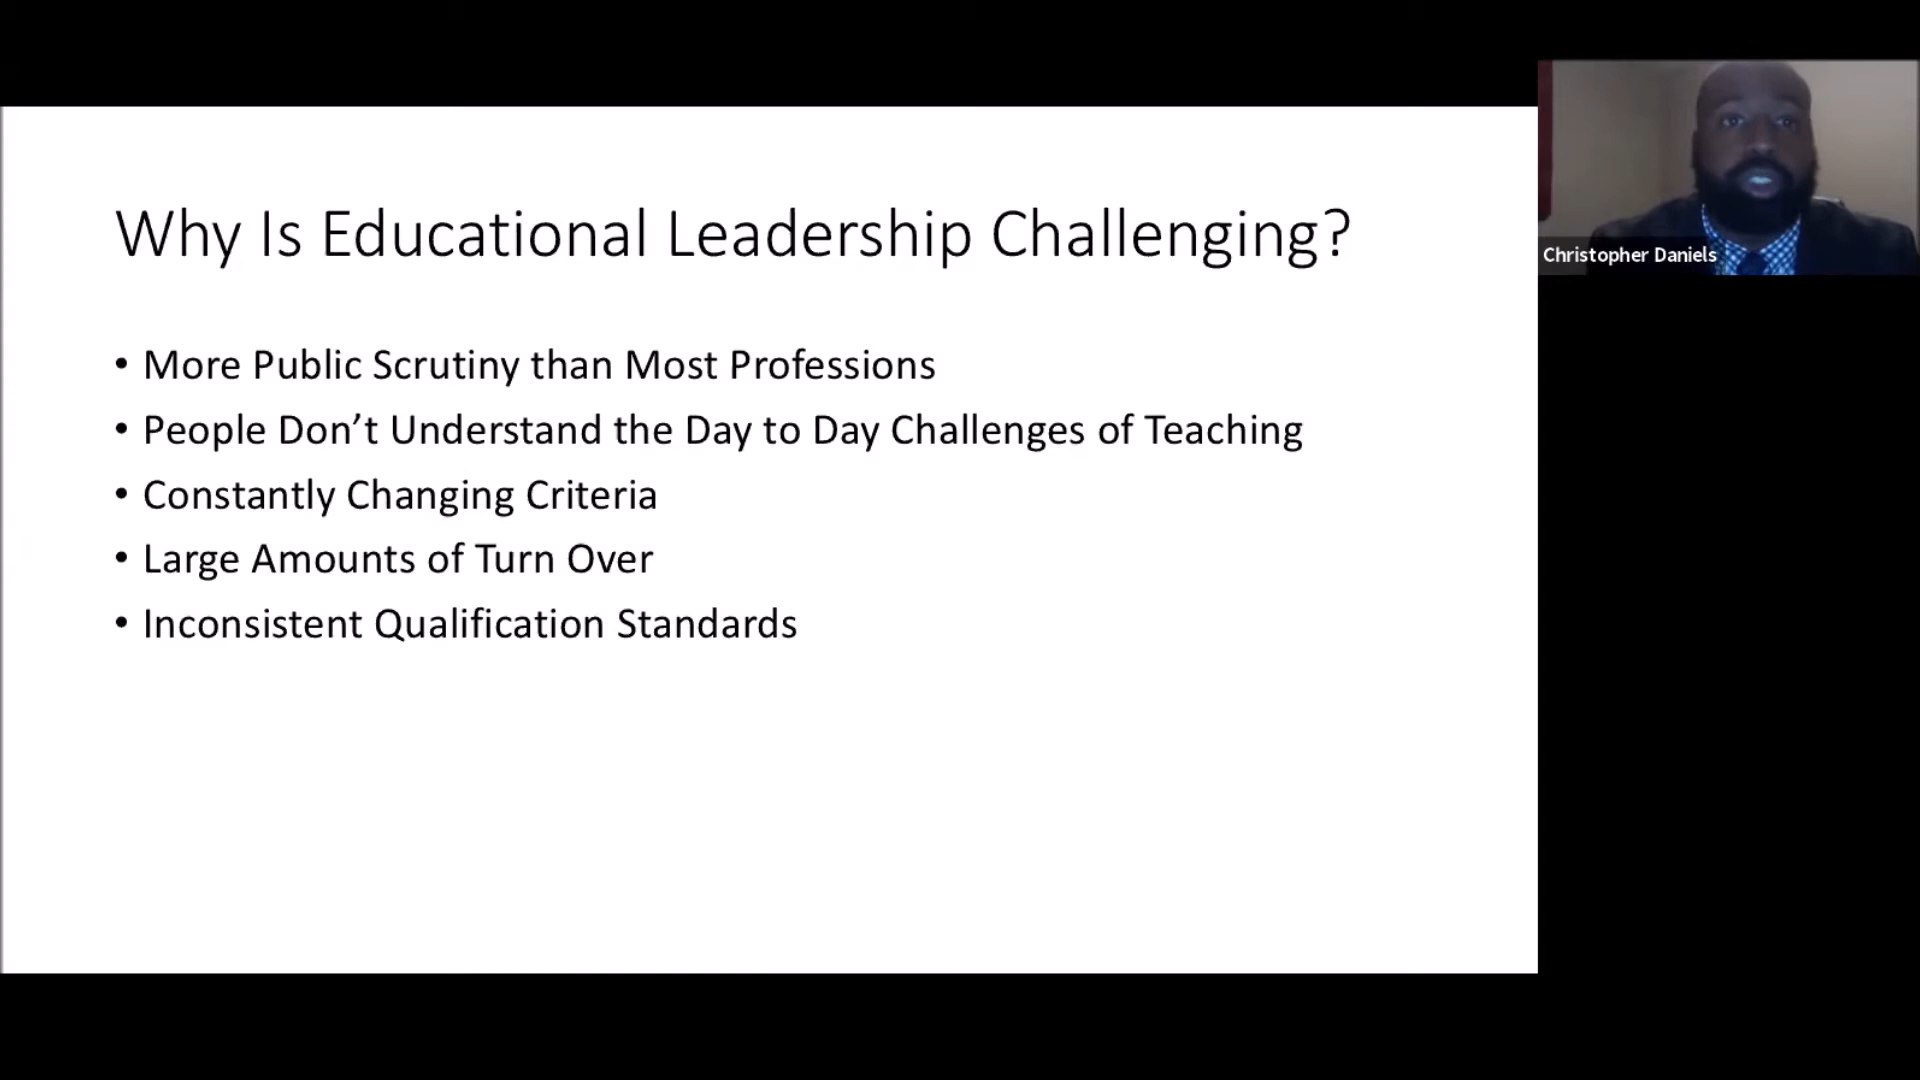 Why Is Educational Leadership Challenging?
• More Public Scrutiny than Most Professions
• People Don’t Understand the Day to Day Challenges of Teaching
• Constantly Changing Criteria
• Large Amounts of Turn Over
• Inconsistent Qualification Standards
Christopher Daniels